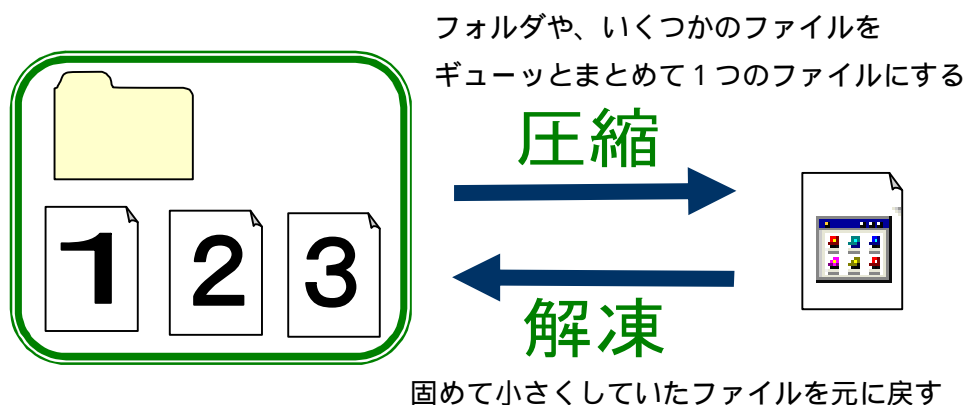 フォルダや、いくつかのファイルを
ギューッとまとめて１つのファイルにする
圧縮
1 2 3
解凍
固めて小さくしていたファイルを元に戻す